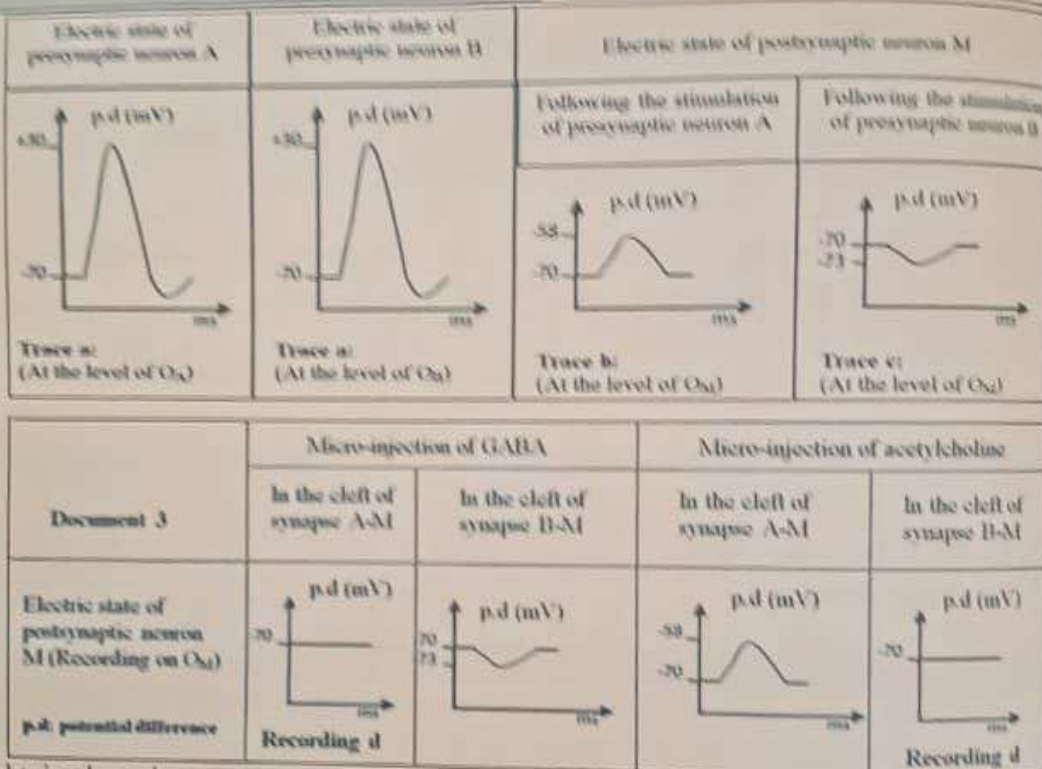 Electric state of
presynaptic neuron A
Electric state of
presynaptic neuron B
Electric state of postsynaptic neuron M
Following the stimulation
of presynaptic neuron A
Following the stimulation
of presynaptic neuron B
p.d (mV)
+30
-70
ms
Trace a:
(At the level of OA)
p.d (mV)
+30
-70
ms
Trace a:
(At the level of OB)
p.d (mV)
-58
-70
ms
Trace b:
(At the level of OM)
p.d (mV)
-70
-73
ms
Trace c:
(At the level of OM)
Document 3
Micro-injection of GABA
Micro-injection of acetylcholine
In the cleft of
synapse A-M
In the cleft of
synapse B-M
In the cleft of
synapse A-M
In the cleft of
synapse B-M
Electric state of
postsynaptic neuron
M (Recording on OM)
p.d: potential difference
p.d (mV)
-70
ms
Recording d
p.d (mV)
-70
-73
ms
p.d (mV)
-58
-70
ms
p.d (mV)
-70
ms
Recording d